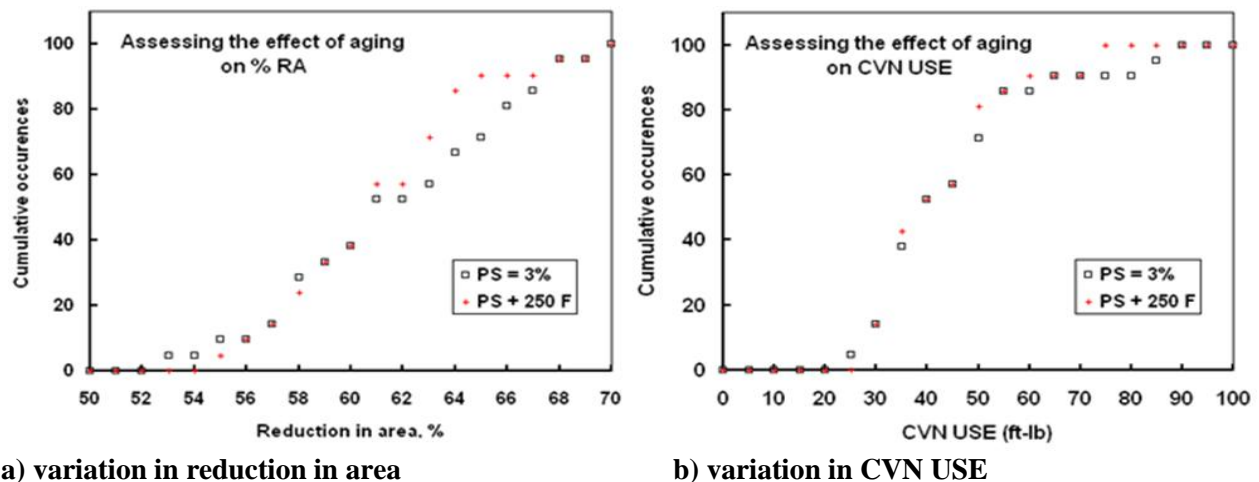 Assessing the effect of aging
on % RA
Cumulative occurences
100
80
60
40
20
0
50 52 54 56 58 60 62 64 66 68 70
Reduction in area, %
PS = 3%
PS + 250 F
a) variation in reduction in area
Assessing the effect of aging
on CVN USE
Cumulative occurences
100
80
60
40
20
0
0 10 20 30 40 50 60 70 80 90 100
CVN USE (ft-lb)
PS = 3%
PS + 250 F
b) variation in CVN USE